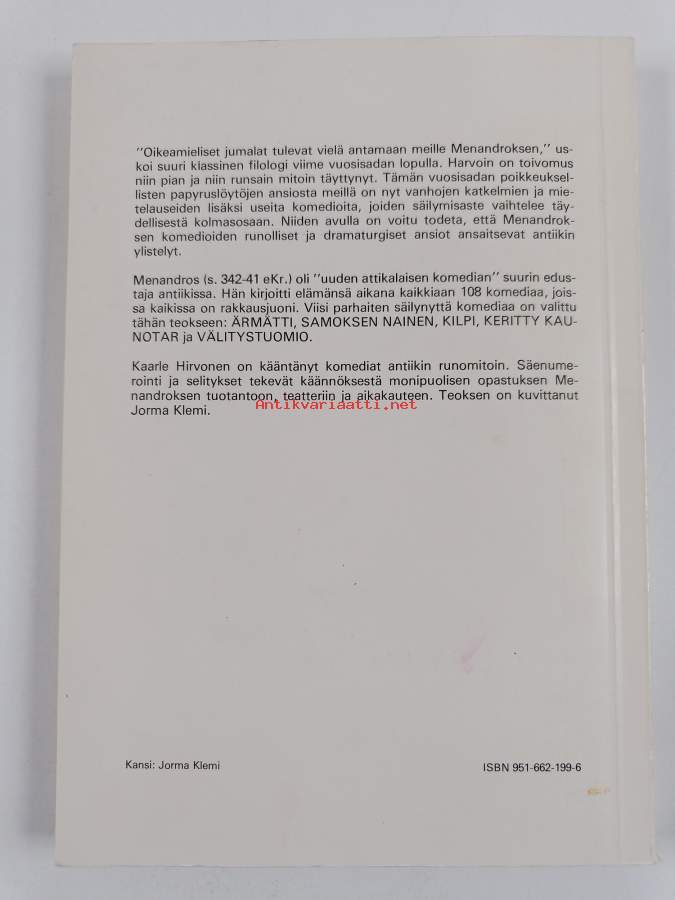 "Oikeamieliset jumalat tulevat vielä antamaan meille Menandroksen," us-
koi suuri klassinen filologi viime vuosisadan lopulla. Harvoin on toivomus
niin pian ja niin runsain mitoin täyttynyt. Tämän vuosisadan poikkeuksel-
listen papyruslöytöjen ansiosta meillä on nyt vanhojen katkelmien ja mie-
telauseiden lisäksi useita komedioita, joiden säilymisaste vaihtelee täy-
dellisestä kolmasosaan. Niiden avulla on voitu todeta, että Menandrok-
sen komedioiden runolliset ja dramaturgiset ansiot ansaitsevat antiikin
ylistelyt.
Menandros (s. 342-41 eKr.) oli "uuden attikalaisen komedian" suurin edus-
taja antiikissa. Hän kirjoitti elämänsä aikana kaikkiaan 108 komediaa, jois-
sa kaikissa on rakkausjuoni. Viisi parhaiten säilynyttä komediaa on valittu
tähän teokseen: ÄRMÄTTI, SAMOKSEN NAINEN, KILPI, KERITTY KAU-
NOTAR ja VÄLITYSTUOMIO.
Kaarle Hirvonen on kääntänyt komediat antiikin runomitoin. Säenume-
rointi ja selitykset tekevät käännöksestä monipuolisen opastuksen Me-
nandroksen tuotantoon, teatteriin ja aikakauteen. Teoksen on kuvittanut
Antikvariaatti.net
Jorma Klemi.
Kansi: Jorma Klemi
ISBN 951-662-199-6